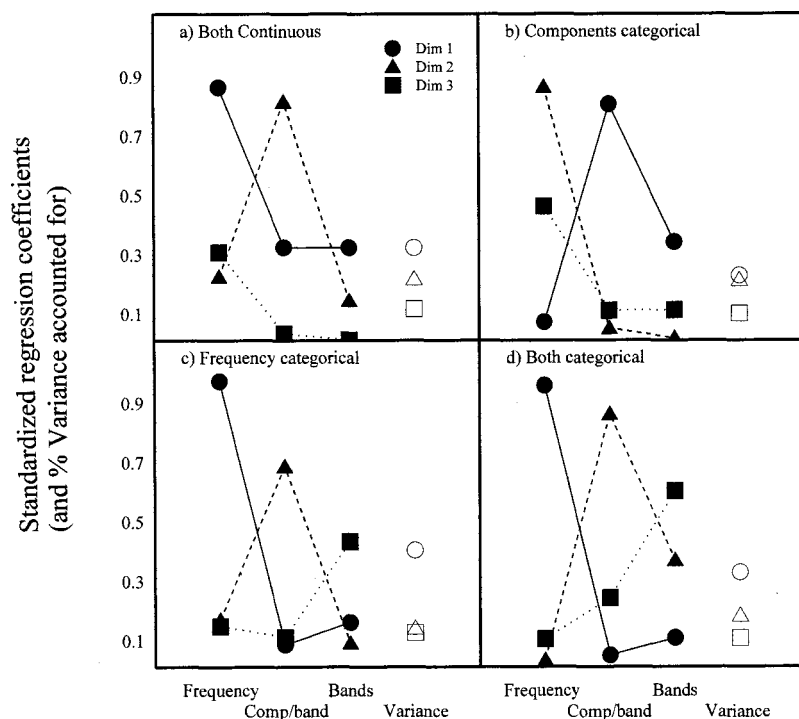 Standardized regression coefficients
(and % Variance accounted for)
a) Both Continuous
Dim 1
Dim 2
Dim 3
b) Components categorical
0.9
0.7
0.5
0.3
0.1
c) Frequency categorical
d) Both categorical
0.9
0.7
0.5
0.3
0.1
Frequency Bands Frequency Bands
Comp/band Variance Comp/band Variance